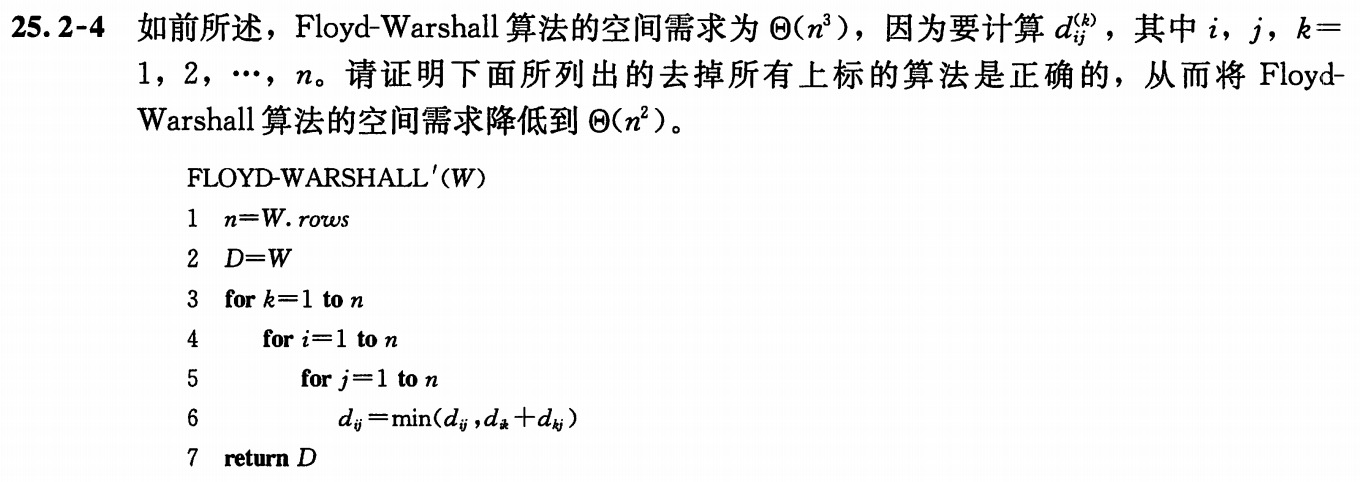 25.2-4 如前所述，Floyd-Warshall 算法的空间需求为 Θ(n³)，因为要计算 d_{ij}^{(k)}，其中 i，j，k=
1，2，…，n。请证明下面所列出的去掉所有上标的算法是正确的，从而将 Floyd-
Warshall 算法的空间需求降低到 Θ(n²)。
FLOYD-WARSHALL′(W)
1 n=W.rows
2 D=W
3 for k=1 to n
4 for i=1 to n
5 for j=1 to n
6 d_{ij}=min(d_{ij},d_{ik}+d_{kj})
7 return D